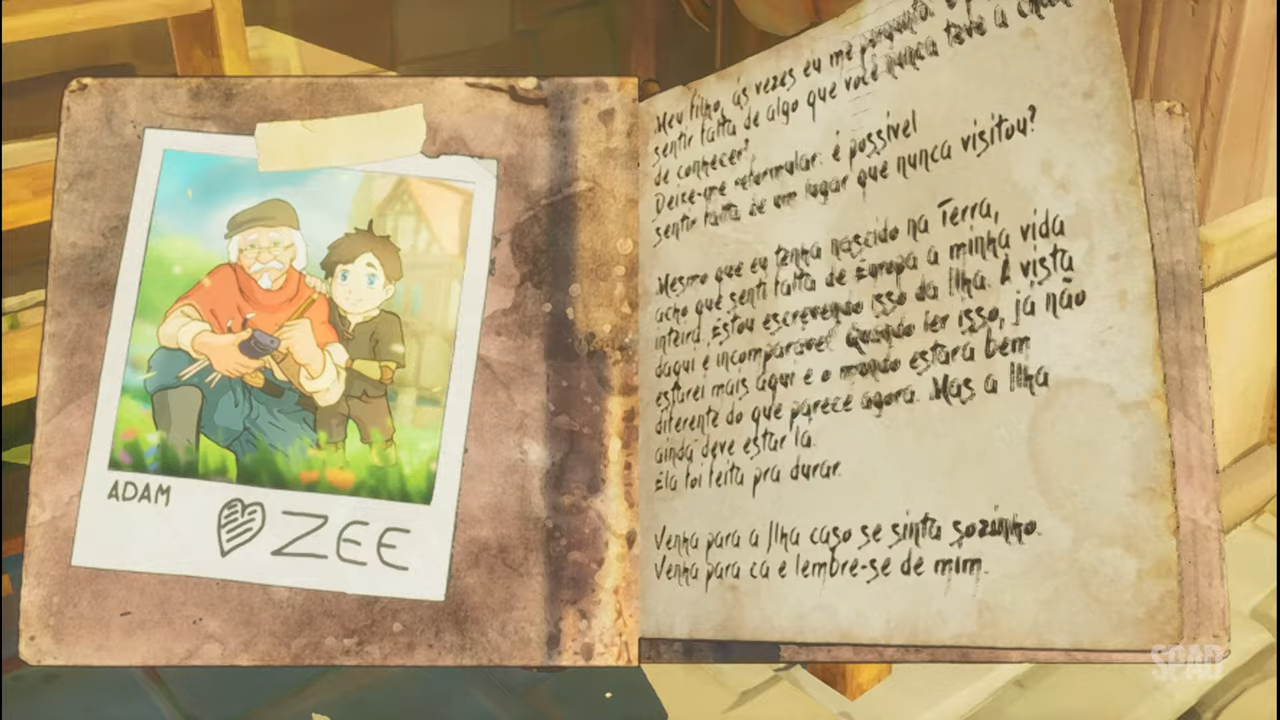 ADAM
ZEE
Meu filho, ás vezes eu me pergunto: é
sentir falta de algo que você nunca teve a
de conhecer?
Deixe-me reformular: é possível
sentir falta de um lugar que nunca visitou?
Mesmo que eu tenha nascido na Terra,
acho que senti falta de Europa a minha vida
inteira. Estou escrevendo isso da Ilha. A vista
daqui é incomparável. Quando ler isso, já não
estarei mais aqui e o mundo estará bem
diferente do que parece agora. Mas a Ilha
ainda deve estar lá.
Ela foi feita pra durar.
Venha para a Ilha caso se sinta sozinho.
Venha para cá e lembre-se de mim.
SPAD